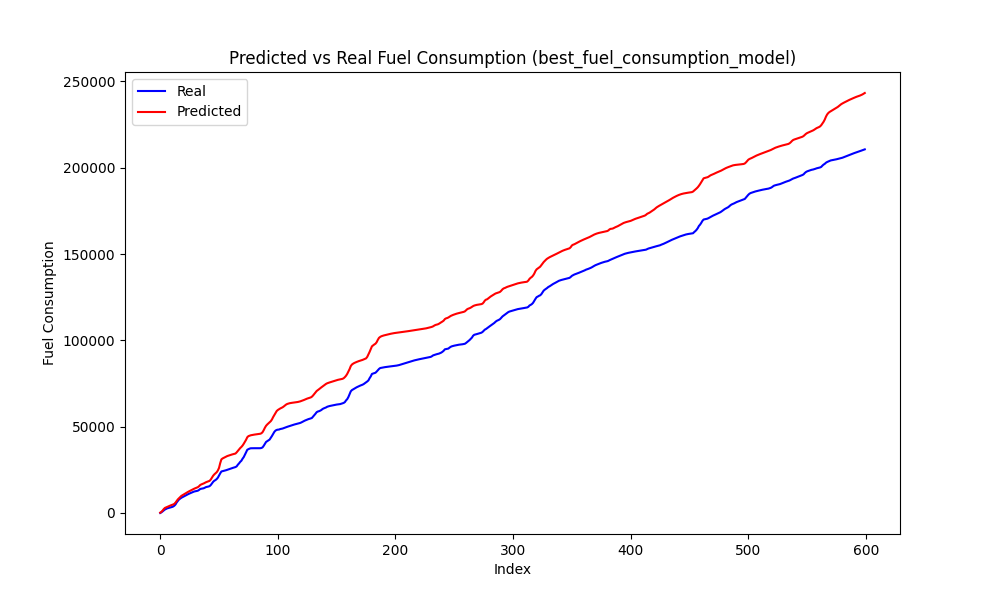 Predicted vs Real Fuel Consumption (best_fuel_consumption_model)
Real
Predicted
Fuel Consumption
250000
200000
150000
100000
50000
0
0 100 200 300 400 500 600
Index